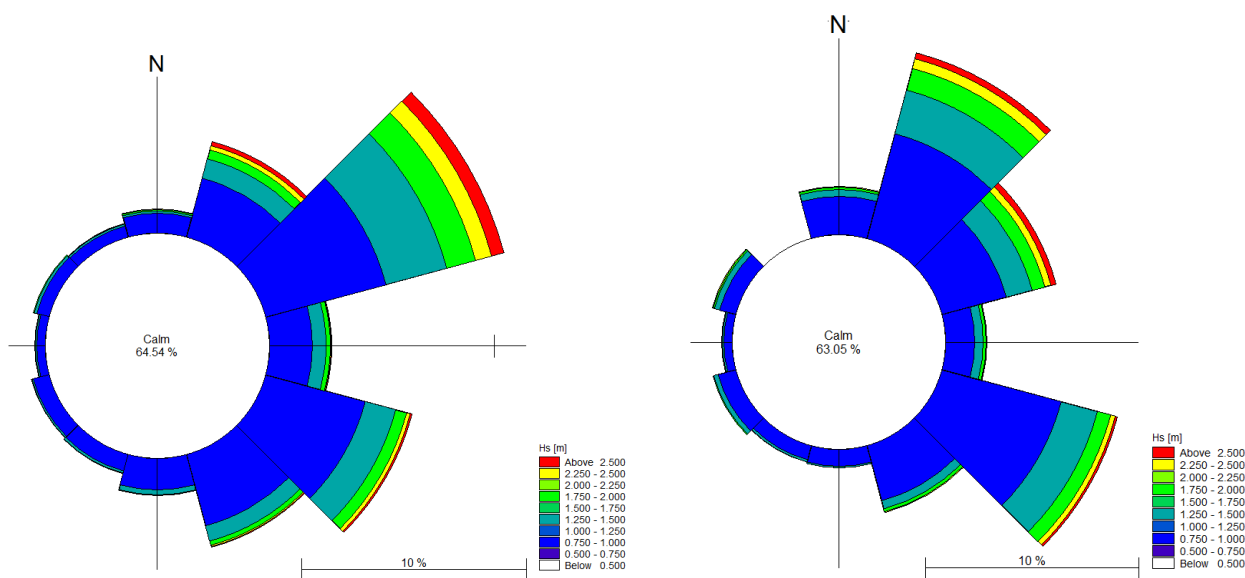 N
Calm
64.54 %
10 %
Hs [m]
Above 2.500
2.250 - 2.500
2.000 - 2.250
1.750 - 2.000
1.500 - 1.750
1.250 - 1.500
1.000 - 1.250
0.750 - 1.000
0.500 - 0.750
Below 0.500
N
Calm
63.05 %
10 %
Hs [m]
Above 2.500
2.250 - 2.500
2.000 - 2.250
1.750 - 2.000
1.500 - 1.750
1.250 - 1.500
1.000 - 1.250
0.750 - 1.000
0.500 - 0.750
Below 0.500